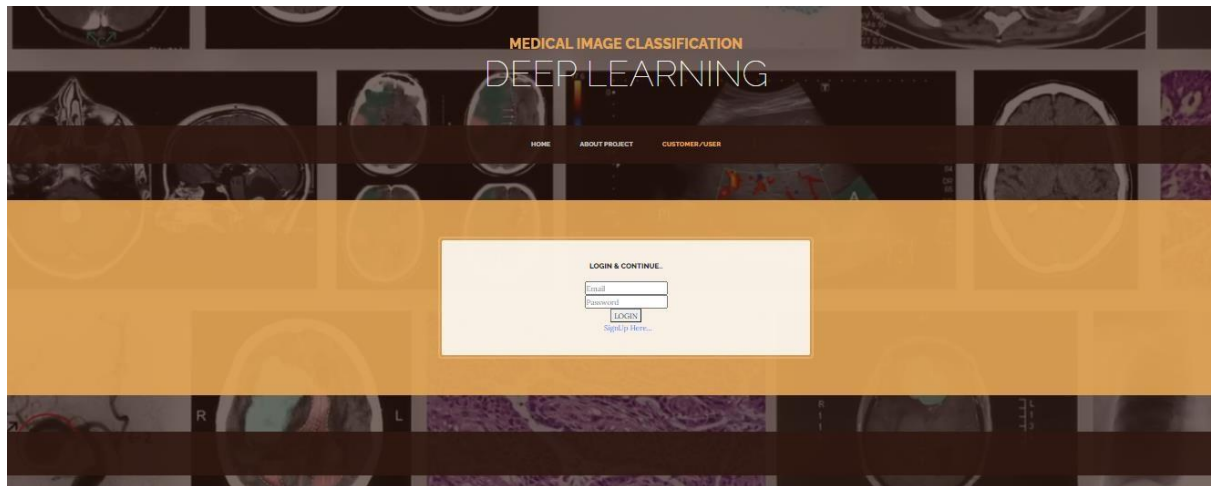 MEDICAL IMAGE CLASSIFICATION
DEEP LEARNING
HOME ABOUT PROJECT CUSTOMER/USER
LOGIN & CONTINUE..
Email
Password
LOGIN
SignUp Here...
R L